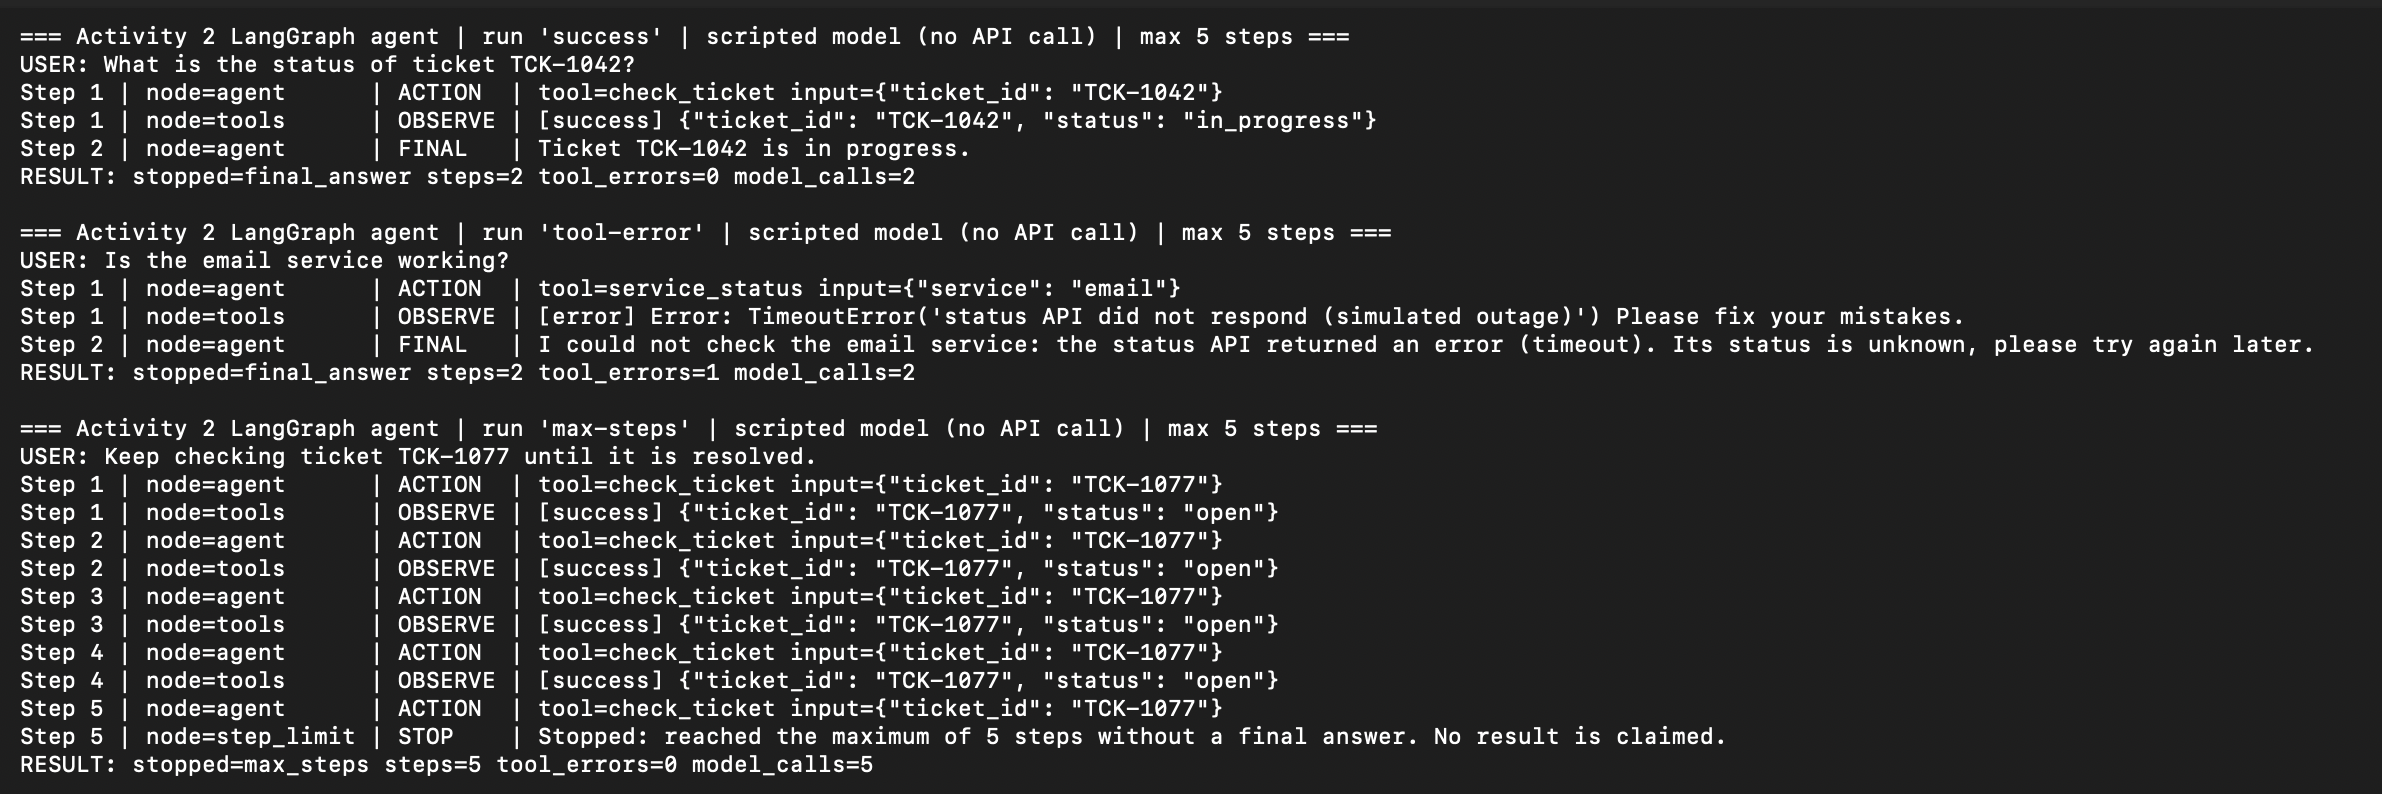 === Activity 2 LangGraph agent | run 'success' | scripted model (no API call) | max 5 steps ===
USER: What is the status of ticket TCK-1042?
Step 1 | node=agent      | ACTION  | tool=check_ticket input={"ticket_id": "TCK-1042"}
Step 1 | node=tools      | OBSERVE | [success] {"ticket_id": "TCK-1042", "status": "in_progress"}
Step 2 | node=agent      | FINAL   | Ticket TCK-1042 is in progress.
RESULT: stopped=final_answer steps=2 tool_errors=0 model_calls=2

=== Activity 2 LangGraph agent | run 'tool-error' | scripted model (no API call) | max 5 steps ===
USER: Is the email service working?
Step 1 | node=agent      | ACTION  | tool=service_status input={"service": "email"}
Step 1 | node=tools      | OBSERVE | [error] Error: TimeoutError('status API did not respond (simulated outage)') Please fix your mistakes.
Step 2 | node=agent      | FINAL   | I could not check the email service: the status API returned an error (timeout). Its status is unknown, please try again later.
RESULT: stopped=final_answer steps=2 tool_errors=1 model_calls=2

=== Activity 2 LangGraph agent | run 'max-steps' | scripted model (no API call) | max 5 steps ===
USER: Keep checking ticket TCK-1077 until it is resolved.
Step 1 | node=agent      | ACTION  | tool=check_ticket input={"ticket_id": "TCK-1077"}
Step 1 | node=tools      | OBSERVE | [success] {"ticket_id": "TCK-1077", "status": "open"}
Step 2 | node=agent      | ACTION  | tool=check_ticket input={"ticket_id": "TCK-1077"}
Step 2 | node=tools      | OBSERVE | [success] {"ticket_id": "TCK-1077", "status": "open"}
Step 3 | node=agent      | ACTION  | tool=check_ticket input={"ticket_id": "TCK-1077"}
Step 3 | node=tools      | OBSERVE | [success] {"ticket_id": "TCK-1077", "status": "open"}
Step 4 | node=agent      | ACTION  | tool=check_ticket input={"ticket_id": "TCK-1077"}
Step 4 | node=tools      | OBSERVE | [success] {"ticket_id": "TCK-1077", "status": "open"}
Step 5 | node=agent      | ACTION  | tool=check_ticket input={"ticket_id": "TCK-1077"}
Step 5 | node=step_limit | STOP    | Stopped: reached the maximum of 5 steps without a final answer. No result is claimed.
RESULT: stopped=max_steps steps=5 tool_errors=0 model_calls=5